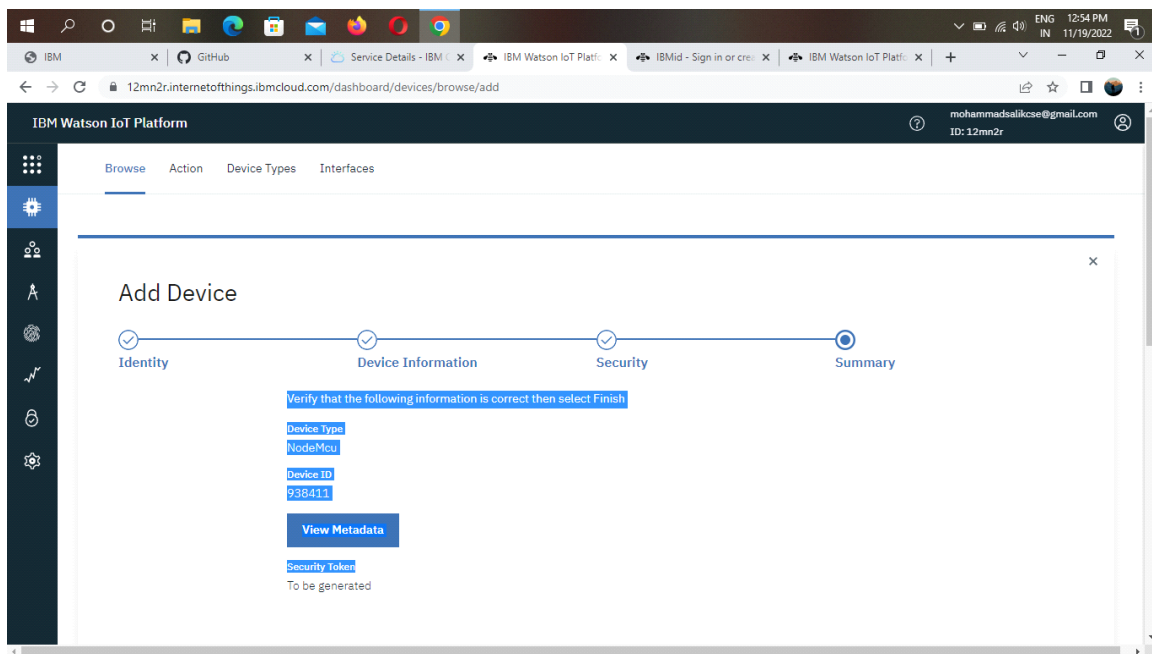 ENG 12:54 PM
IN 11/19/2022
1
IBM
GitHub
Service Details - IBM C
IBM Watson IoT Platfo
IBMid - Sign in or crea
IBM Watson IoT Platfo
12mn2r.internetofthings.ibmcloud.com/dashboard/devices/browse/add
IBM Watson IoT Platform
mohammadsalikcse@gmail.com
ID: 12mn2r
Browse Action Device Types Interfaces
Add Device
Identity Device Information Security Summary
Verify that the following information is correct then select Finish
Device Type
NodeMcu
Device ID
938411
View Metadata
Security Token
To be generated